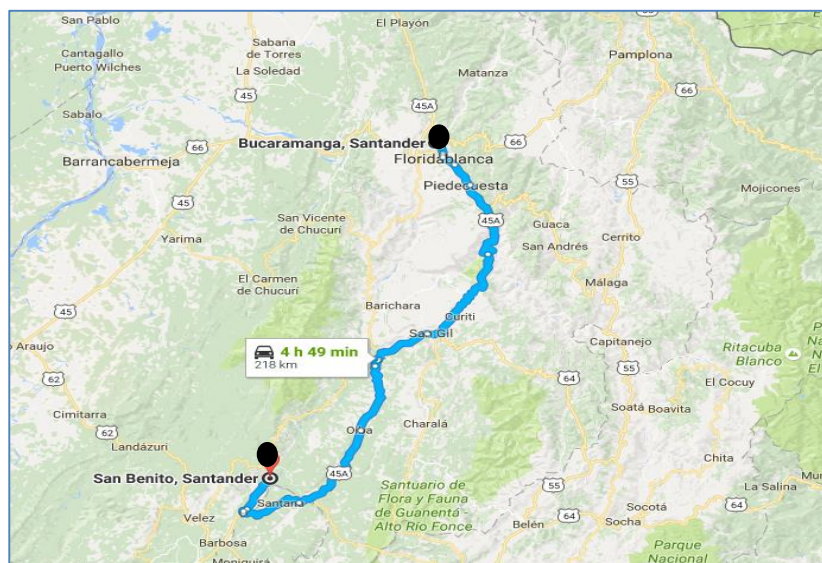 San Pablo
El Playón
Cantagallo
Puerto Wilches
Sabana
de Torres
La Soledad
Pamplona
Matanza
45
45A
66
Sabalo
Bucaramanga, Santander
66
Barrancabermeja
66
Floridablanca
Piedecuesta
55
Mojicones
45
San Vicente
de Chucurí
45A
Guaca
San Andrés
Cerrito
Yarima
El Carmen
de Chucurí
Málaga
Barichara
45
Curiti
San Gil
Capitanejo
Ritacuba
Blanco
4 h 49 min
218 km
Araujo
62
64
El Cocuy
Soatá
Boavita
Cimitarra
Charalá
62
Oiba
Landázuri
Chita
San Benito, Santander
45A
Santuario de
Flora y Fauna
de Guanentá
- Alto Río Fonce
55
64
La Salina
Santana
Velez
Belén
Socotá
Socha
Barbosa
Moniquirá
62
Parque
Nacional